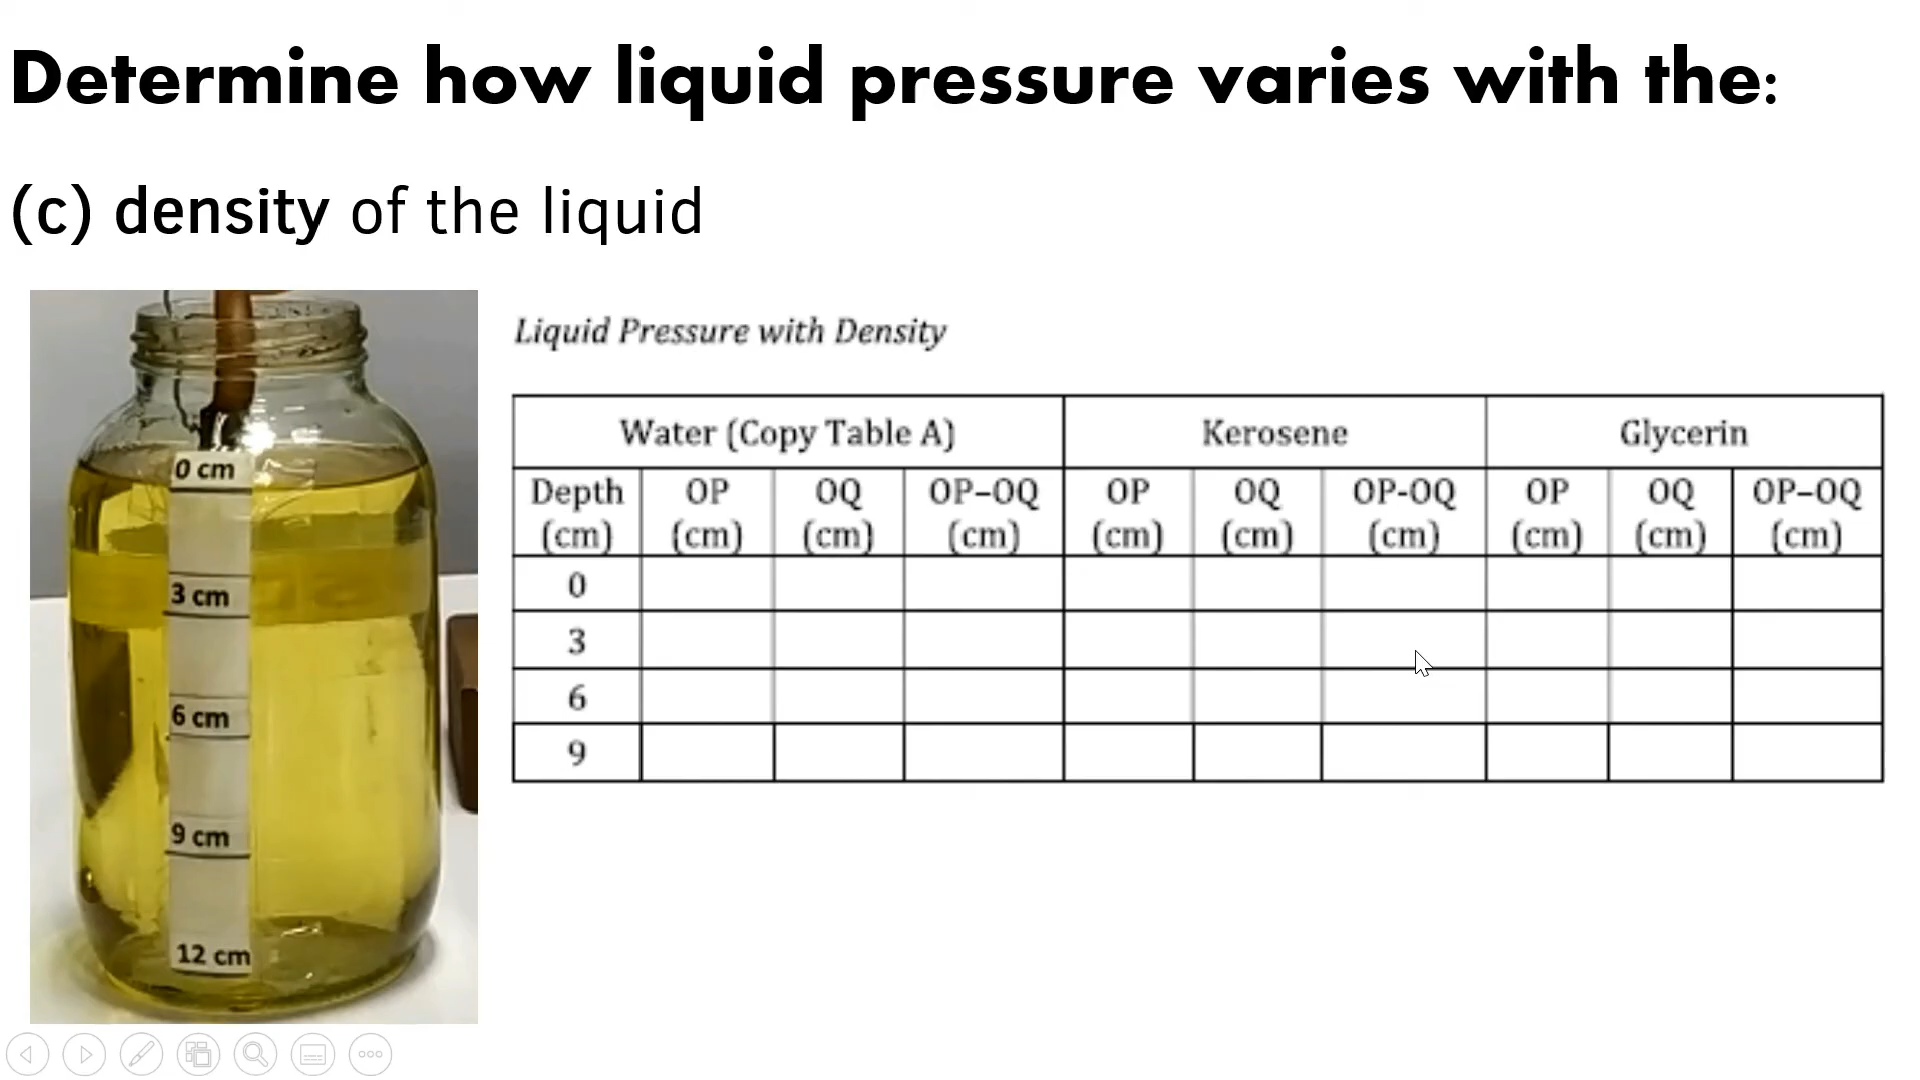 Determine how liquid pressure varies with the:
(c) density of the liquid
0 cm
3 cm
6 cm
9 cm
12 cm
Liquid Pressure with Density
Water (Copy Table A) Kerosene Glycerin
Depth (cm) OP (cm) OQ (cm) OP–OQ (cm) OP (cm) OQ (cm) OP-OQ (cm) OP (cm) OQ (cm) OP–OQ (cm)
0
3
6
9